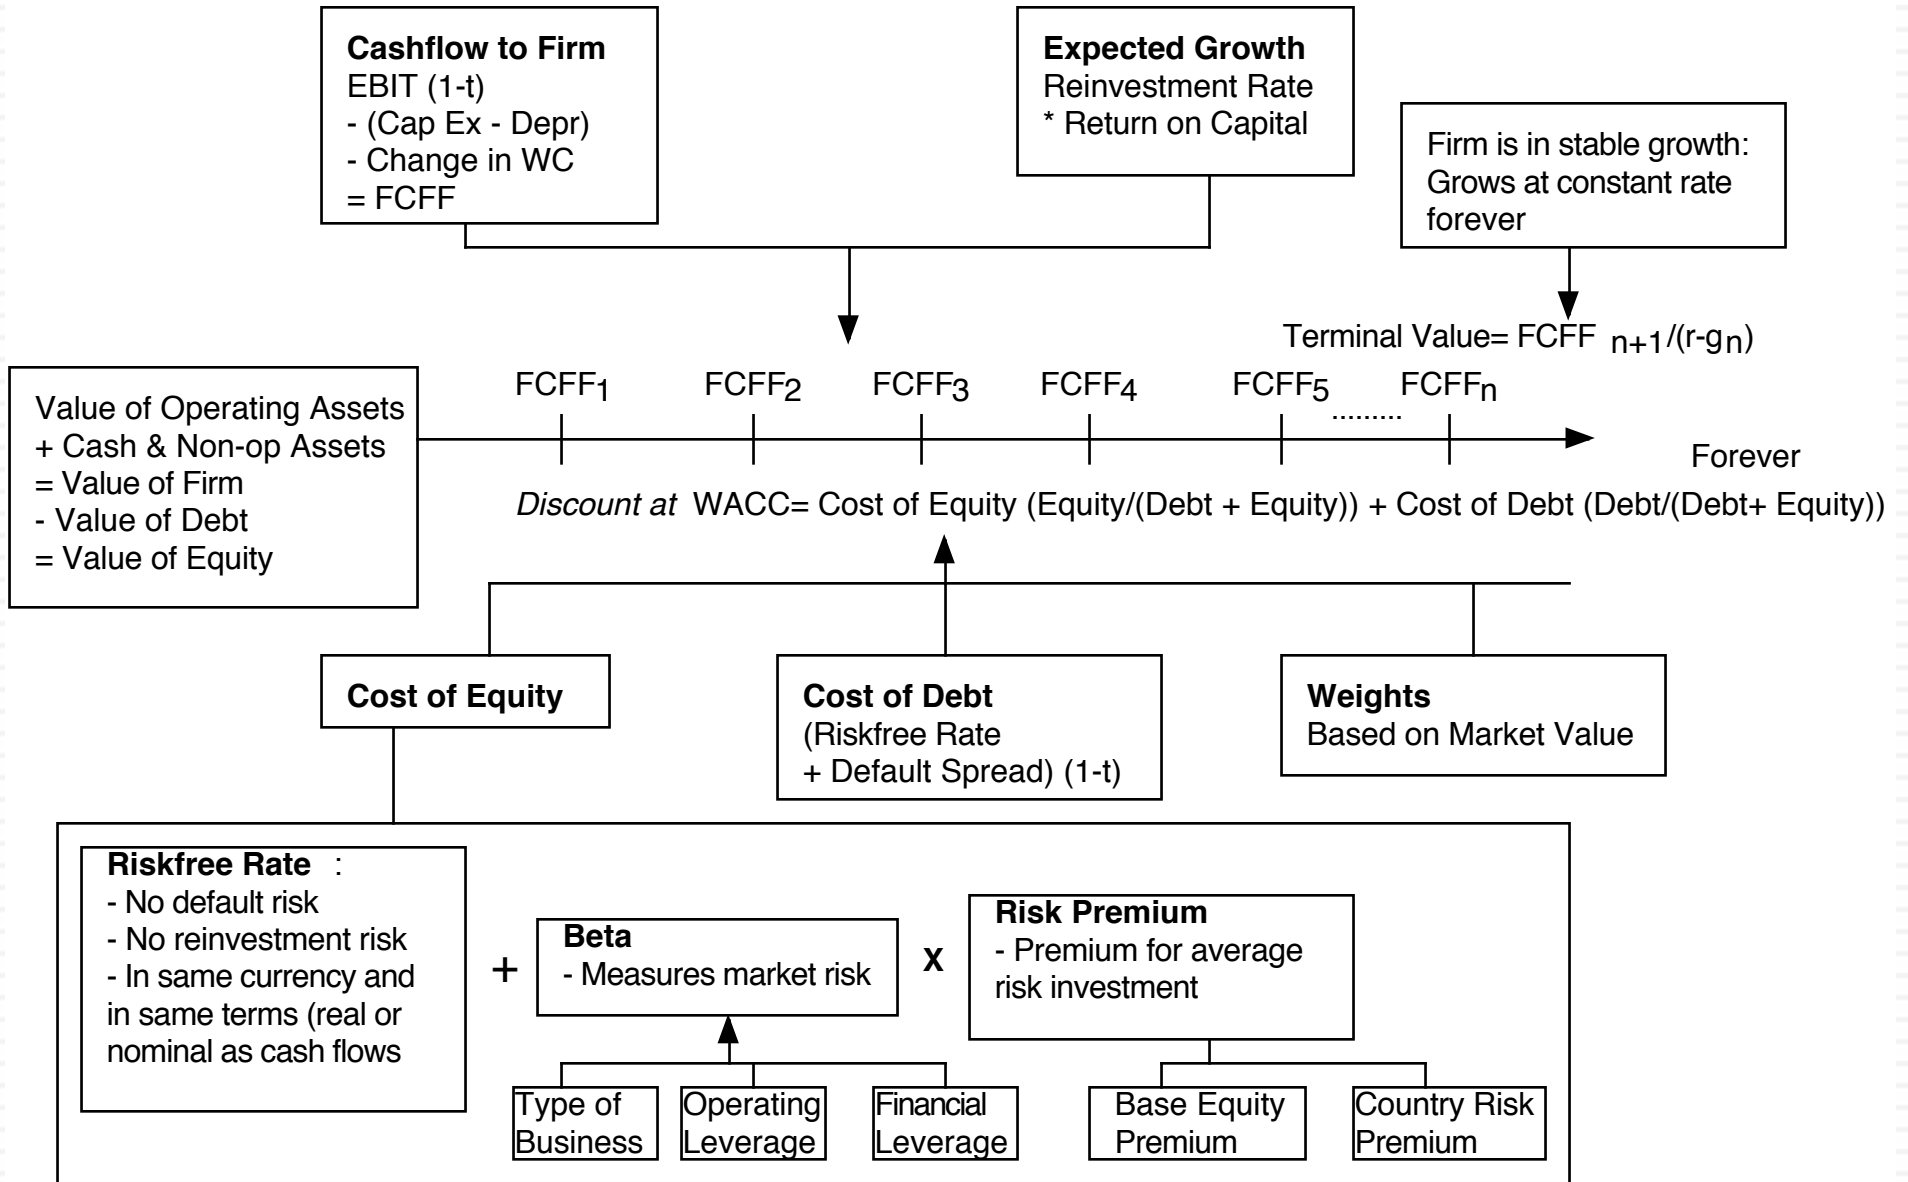 Cashflow to Firm
EBIT (1-t)
- (Cap Ex - Depr)
- Change in WC
= FCFF
Expected Growth
Reinvestment Rate
* Return on Capital
Firm is in stable growth:
Grows at constant rate
forever
Terminal Value= FCFF n+1/(r-gn)
FCFF1 FCFF2 FCFF3 FCFF4 FCFF5 ......... FCFFn
Forever
Value of Operating Assets
+ Cash & Non-op Assets
= Value of Firm
- Value of Debt
= Value of Equity
Discount at WACC= Cost of Equity (Equity/(Debt + Equity)) + Cost of Debt (Debt/(Debt+ Equity))
Cost of Equity
Cost of Debt
(Riskfree Rate
+ Default Spread) (1-t)
Weights
Based on Market Value
Riskfree Rate :
- No default risk
- No reinvestment risk
- In same currency and
in same terms (real or
nominal as cash flows
+
Beta
- Measures market risk
X
Risk Premium
- Premium for average
risk investment
Type of
Business
Operating
Leverage
Financial
Leverage
Base Equity
Premium
Country Risk
Premium